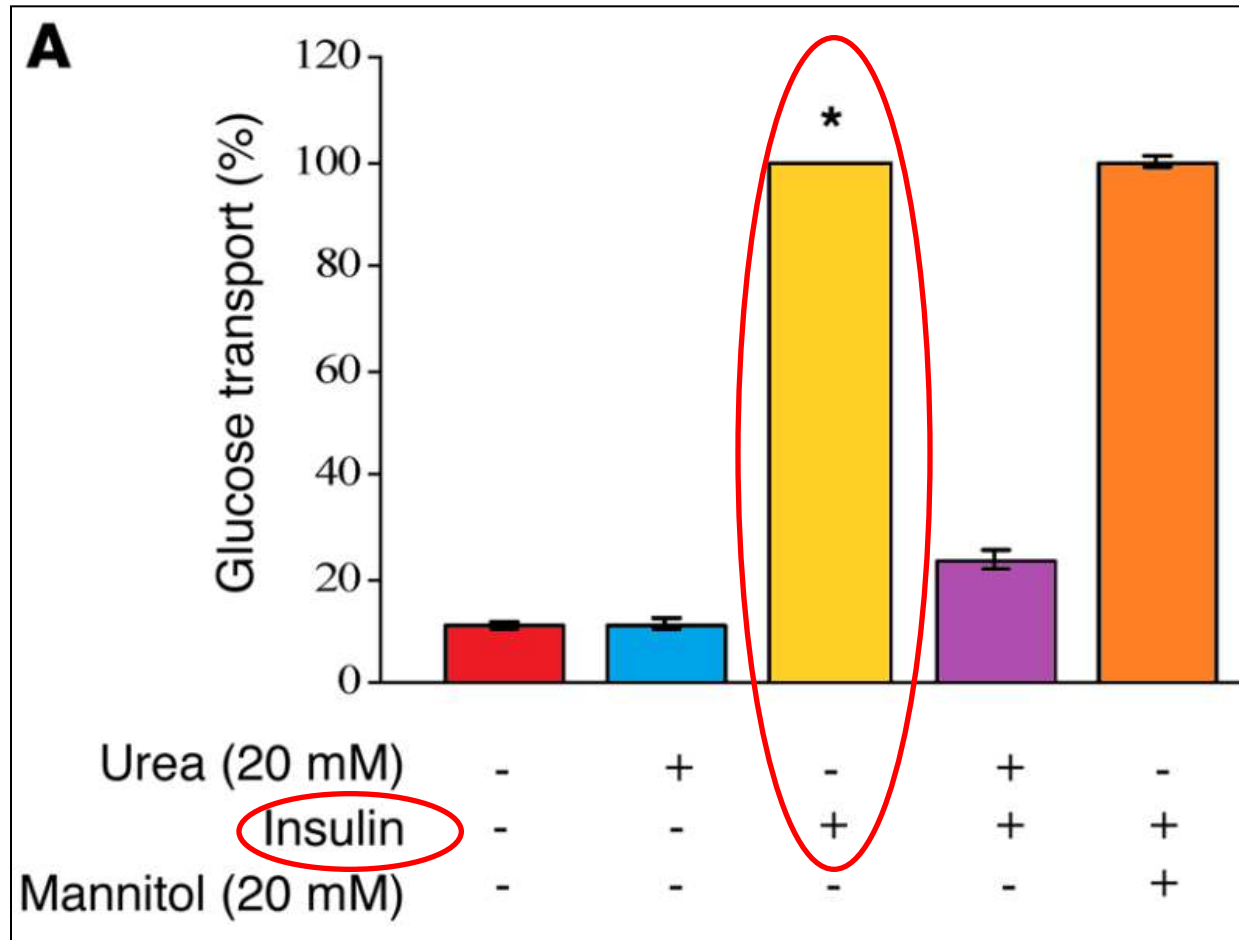 A
120
100
80
60
40
20
0
Glucose transport (%)
*
Urea (20 mM) - + - + -
Insulin - - + + +
Mannitol (20 mM) - - - - +